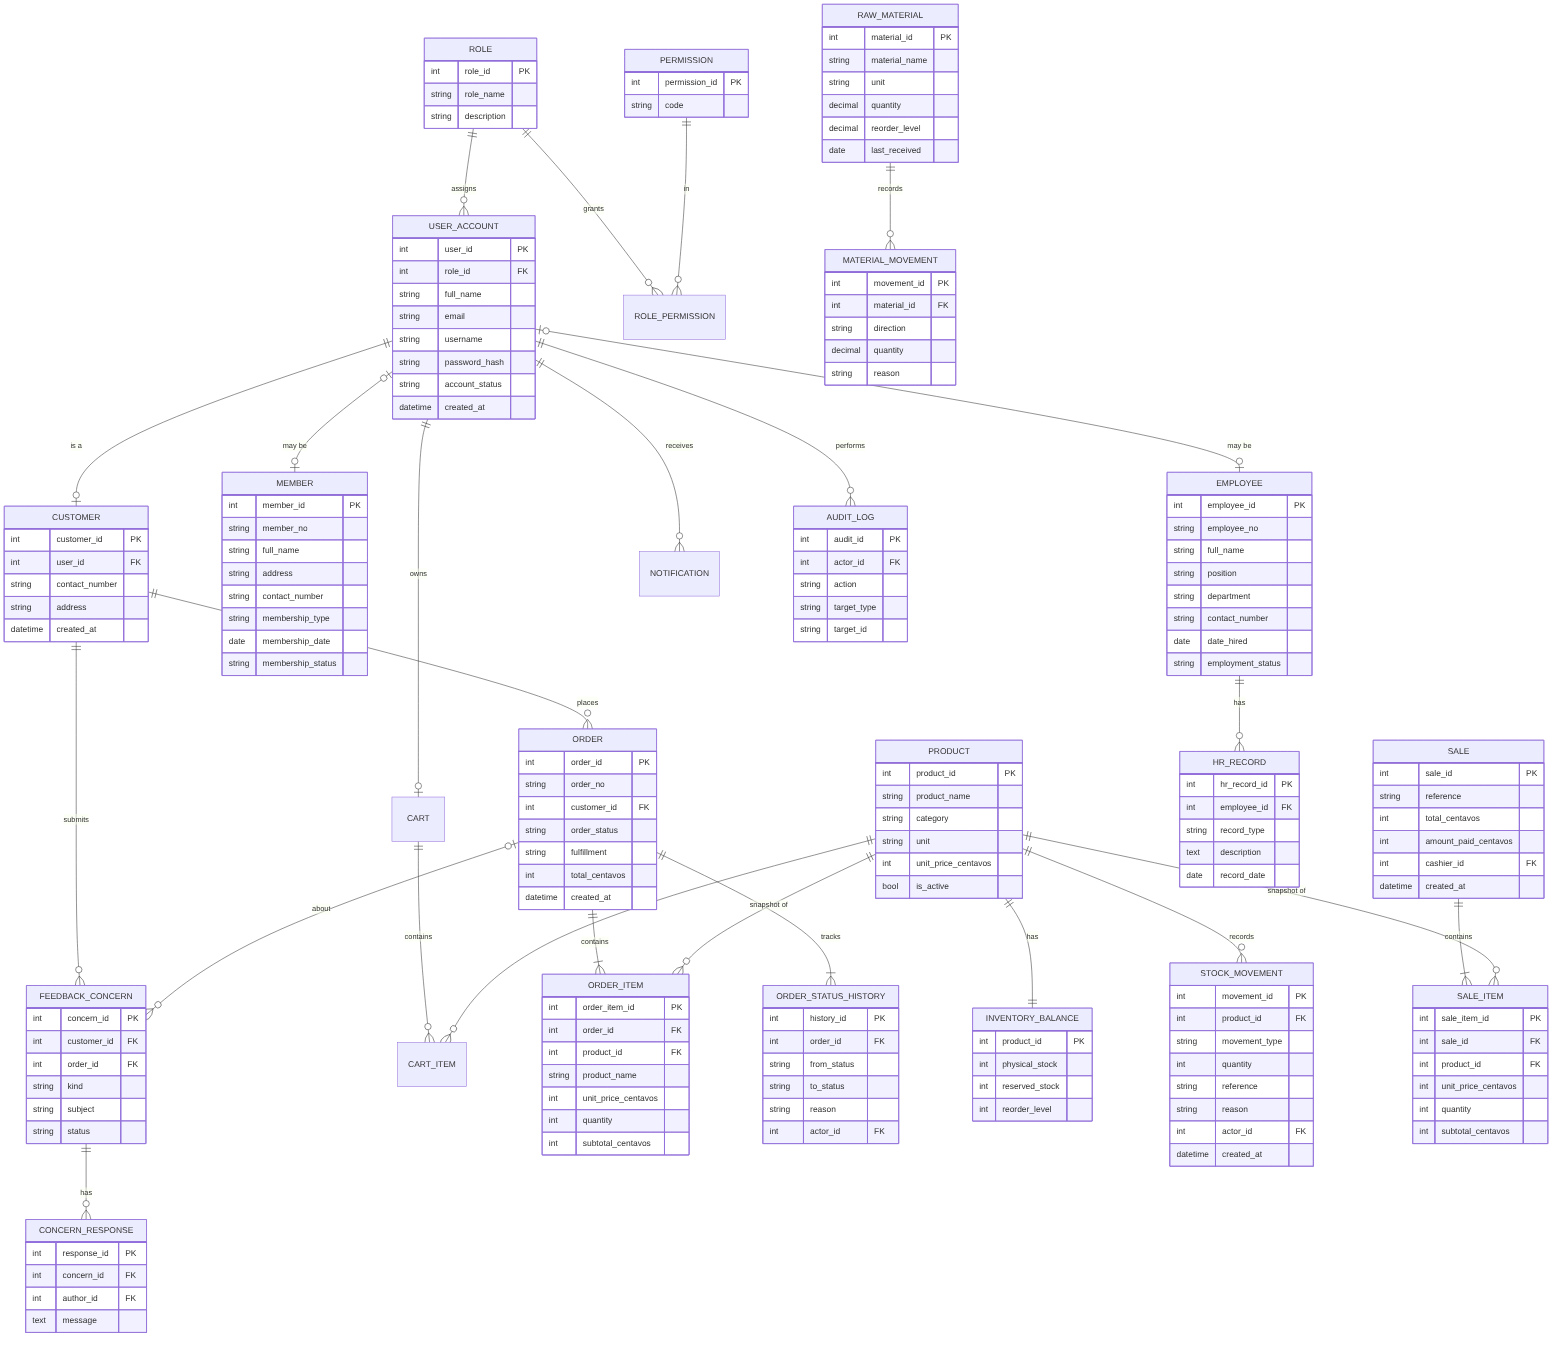 RAW_MATERIAL
int material_id PK
string material_name
string unit
decimal quantity
decimal reorder_level
date last_received
ROLE
int role_id PK
string role_name
string description
PERMISSION
int permission_id PK
string code
assigns
grants
in
records
USER_ACCOUNT
int user_id PK
int role_id FK
string full_name
string email
string username
string password_hash
string account_status
datetime created_at
ROLE_PERMISSION
MATERIAL_MOVEMENT
int movement_id PK
int material_id FK
string direction
decimal quantity
string reason
is a
may be
owns
receives
performs
may be
CUSTOMER
int customer_id PK
int user_id FK
string contact_number
string address
datetime created_at
MEMBER
int member_id PK
string member_no
string full_name
string address
string contact_number
string membership_type
date membership_date
string membership_status
NOTIFICATION
AUDIT_LOG
int audit_id PK
int actor_id FK
string action
string target_type
string target_id
EMPLOYEE
int employee_id PK
string employee_no
string full_name
string position
string department
string contact_number
date date_hired
string employment_status
submits
places
has
CART
ORDER
int order_id PK
string order_no
int customer_id FK
string order_status
string fulfillment
int total_centavos
datetime created_at
PRODUCT
int product_id PK
string product_name
string category
string unit
int unit_price_centavos
bool is_active
HR_RECORD
int hr_record_id PK
int employee_id FK
string record_type
text description
date record_date
SALE
int sale_id PK
string reference
int total_centavos
int amount_paid_centavos
int cashier_id FK
datetime created_at
about
contains
contains
snapshot of
tracks
has
records
snapshot of
contains
FEEDBACK_CONCERN
int concern_id PK
int customer_id FK
int order_id FK
string kind
string subject
string status
CART_ITEM
ORDER_ITEM
int order_item_id PK
int order_id FK
int product_id FK
string product_name
int unit_price_centavos
int quantity
int subtotal_centavos
ORDER_STATUS_HISTORY
int history_id PK
int order_id FK
string from_status
string to_status
string reason
int actor_id FK
INVENTORY_BALANCE
int product_id PK
int physical_stock
int reserved_stock
int reorder_level
STOCK_MOVEMENT
int movement_id PK
int product_id FK
string movement_type
int quantity
string reference
string reason
int actor_id FK
datetime created_at
SALE_ITEM
int sale_item_id PK
int sale_id FK
int product_id FK
int unit_price_centavos
int quantity
int subtotal_centavos
has
CONCERN_RESPONSE
int response_id PK
int concern_id FK
int author_id FK
text message